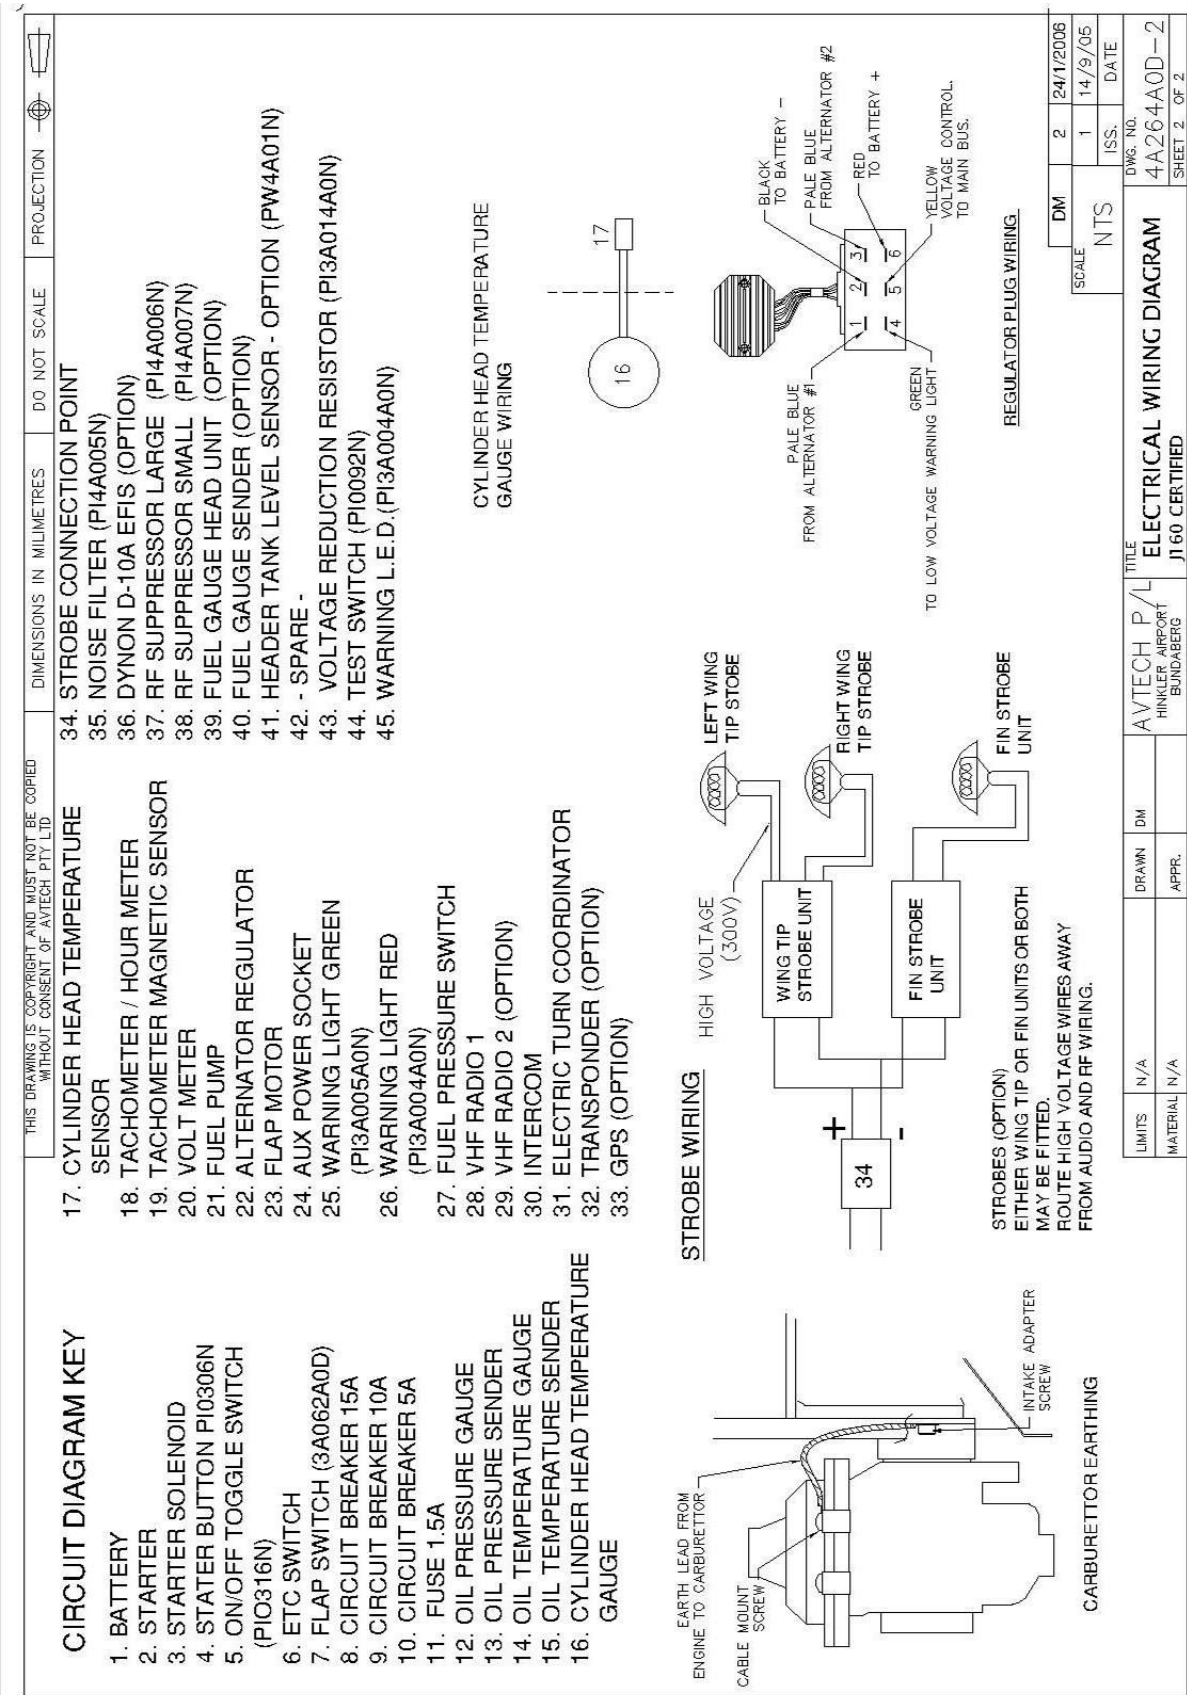 THIS DRAWING IS COPYRIGHT AND MUST NOT BE COPIED
WITHOUT CONSENT OF AVTECH PTY LTD
DIMENSIONS IN MILIMETRES
DO NOT SCALE
PROJECTION
CIRCUIT DIAGRAM KEY
1. BATTERY
2. STARTER
3. STARTER SOLENOID
4. STATER BUTTON PI0306N
5. ON/OFF TOGGLE SWITCH
(PIO316N)
6. ETC SWITCH
7. FLAP SWITCH (3A062A0D)
8. CIRCUIT BREAKER 15A
9. CIRCUIT BREAKER 10A
10. CIRCUIT BREAKER 5A
11. FUSE 1.5A
12. OIL PRESSURE GAUGE
13. OIL PRESSURE SENDER
14. OIL TEMPERATURE GAUGE
15. OIL TEMPERATURE SENDER
16. CYLINDER HEAD TEMPERATURE
GAUGE
17. CYLINDER HEAD TEMPERATURE
SENSOR
18. TACHOMETER / HOUR METER
19. TACHOMETER MAGNETIC SENSOR
20. VOLT METER
21. FUEL PUMP
22. ALTERNATOR REGULATOR
23. FLAP MOTOR
24. AUX POWER SOCKET
25. WARNING LIGHT GREEN
(PI3A005A0N)
26. WARNING LIGHT RED
(PI3A004A0N)
27. FUEL PRESSURE SWITCH
28. VHF RADIO 1
29. VHF RADIO 2 (OPTION)
30. INTERCOM
31. ELECTRIC TURN COORDINATOR
32. TRANSPONDER (OPTION)
33. GPS (OPTION)
34. STROBE CONNECTION POINT
35. NOISE FILTER (PI4A005N)
36. DYNON D-10A EFIS (OPTION)
37. RF SUPPRESSOR LARGE (PI4A006N)
38. RF SUPPRESSOR SMALL (PI4A007N)
39. FUEL GAUGE HEAD UNIT (OPTION)
40. FUEL GAUGE SENDER (OPTION)
41. HEADER TANK LEVEL SENSOR - OPTION (PW4A01N)
42. - SPARE -
43. VOLTAGE REDUCTION RESISTOR (PI3A014A0N)
44. TEST SWITCH (PI0092N)
45. WARNING L.E.D.(PI3A004A0N)
CYLINDER HEAD TEMPERATURE
GAUGE WIRING
16
17
EARTH LEAD FROM
ENGINE TO CARBURETTOR
CABLE MOUNT
SCREW
INTAKE ADAPTER
SCREW
CARBURETTOR EARTHING
STROBE WIRING
34
+
-
HIGH VOLTAGE
(300V)
WING TIP
STROBE UNIT
FIN STROBE
UNIT
LEFT WING
TIP STOBE
RIGHT WING
TIP STROBE
FIN STROBE
UNIT
STROBES (OPTION)
EITHER WING TIP OR FIN UNITS OR BOTH
MAY BE FITTED.
ROUTE HIGH VOLTAGE WIRES AWAY
FROM AUDIO AND RF WIRING.
PALE BLUE
FROM ALTERNATOR #1
GREEN
TO LOW VOLTAGE WARNING LIGHT
1 2 3
4 5 6
BLACK
TO BATTERY -
PALE BLUE
FROM ALTERNATOR #2
RED
TO BATTERY +
YELLOW
VOLTAGE CONTROL.
TO MAIN BUS.
REGULATOR PLUG WIRING
DM 2 24/1/2006
1 14/9/05
ISS. DATE
SCALE
NTS
LIMITS N/A
MATERIAL N/A
DRAWN DM
APPR.
AVTECH P/L
HINKLER AIRPORT
BUNDABERG
TITLE
ELECTRICAL WIRING DIAGRAM
J160 CERTIFIED
DWG. NO.
4A264A0D-2
SHEET 2 OF 2